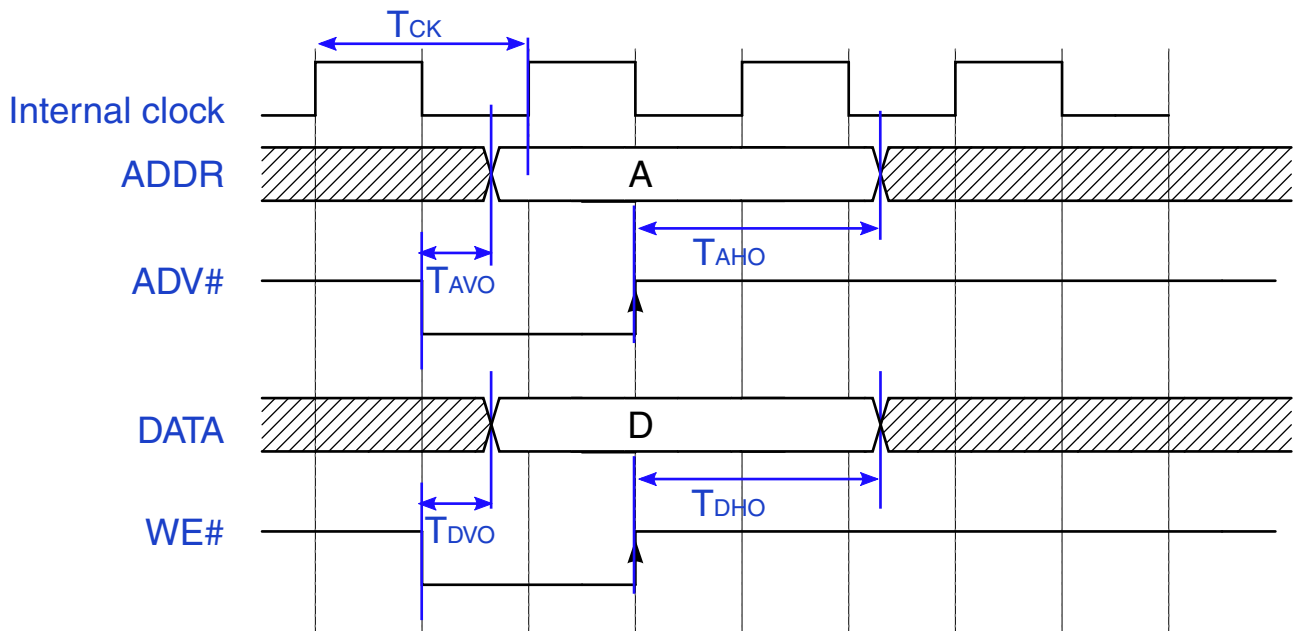 TCK
Internal clock
ADDR
A
TAHO
TAVO
ADV#
DATA
D
TDHO
TDVO
WE#